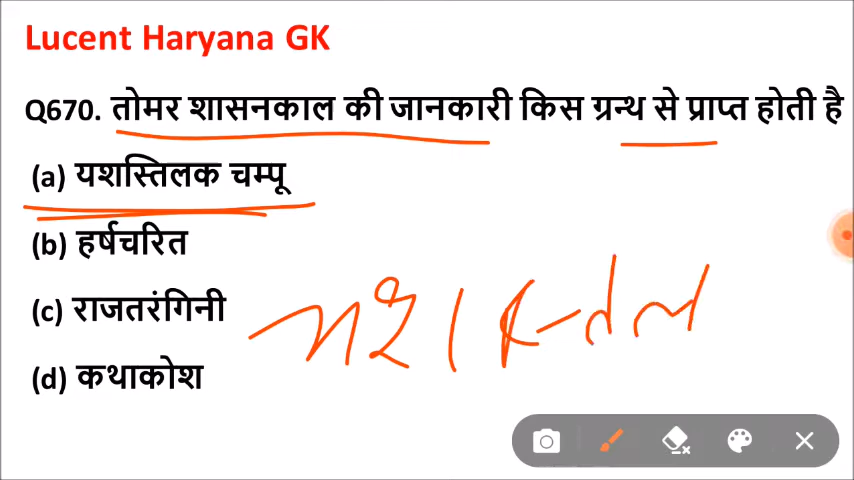 Lucent Haryana GK
Q670. तोमर शासनकाल की जानकारी किस ग्रन्थ से प्राप्त होती है
(a) यशस्तिलक चम्पू
(b) हर्षचरित
(c) राजतरंगिनी
(d) कथाकोश